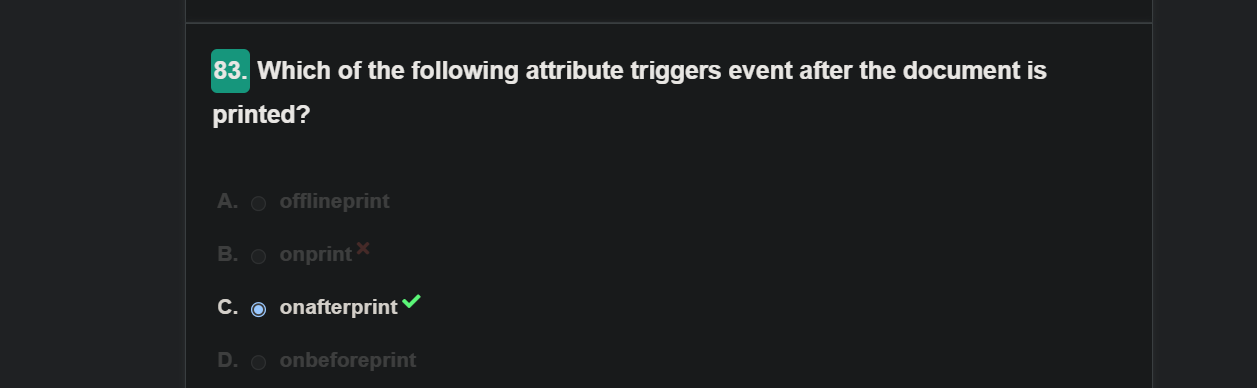 83. Which of the following attribute triggers event after the document is
printed?
A. offlineprint
B. onprint
C. onafterprint
D. onbeforeprint